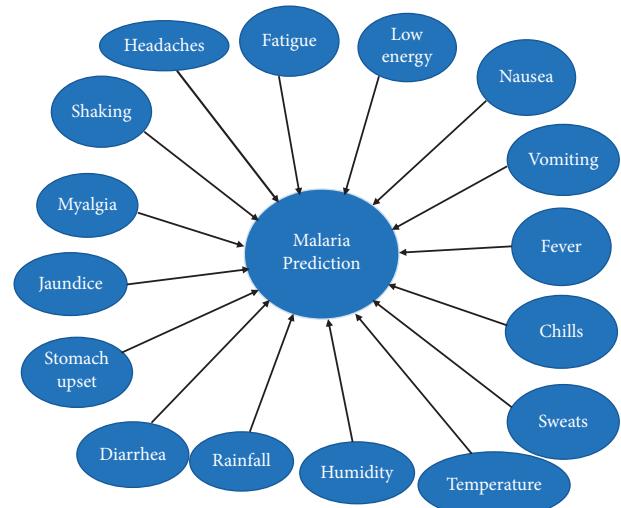 Headaches
Fatigue
Low
energy
Nausea
Shaking
Vomiting
Myalgia
Malaria
Prediction
Fever
Jaundice
Chills
Stomach
upset
Sweats
Diarrhea
Rainfall
Humidity
Temperature